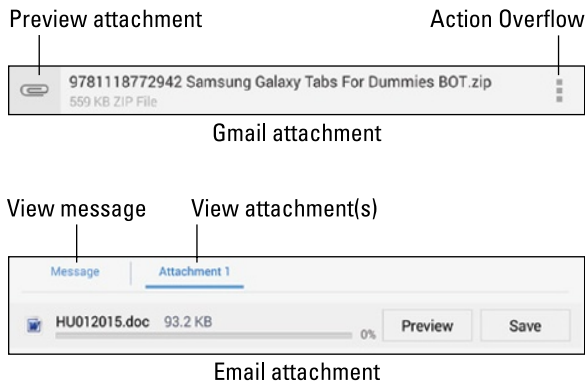 Preview attachment Action Overflow
9781118772942 Samsung Galaxy Tabs For Dummies BOT.zip
559 KB ZIP File
Gmail attachment
View message View attachment(s)
Message Attachment 1
HU012015.doc 93.2 KB 0% Preview Save
Email attachment